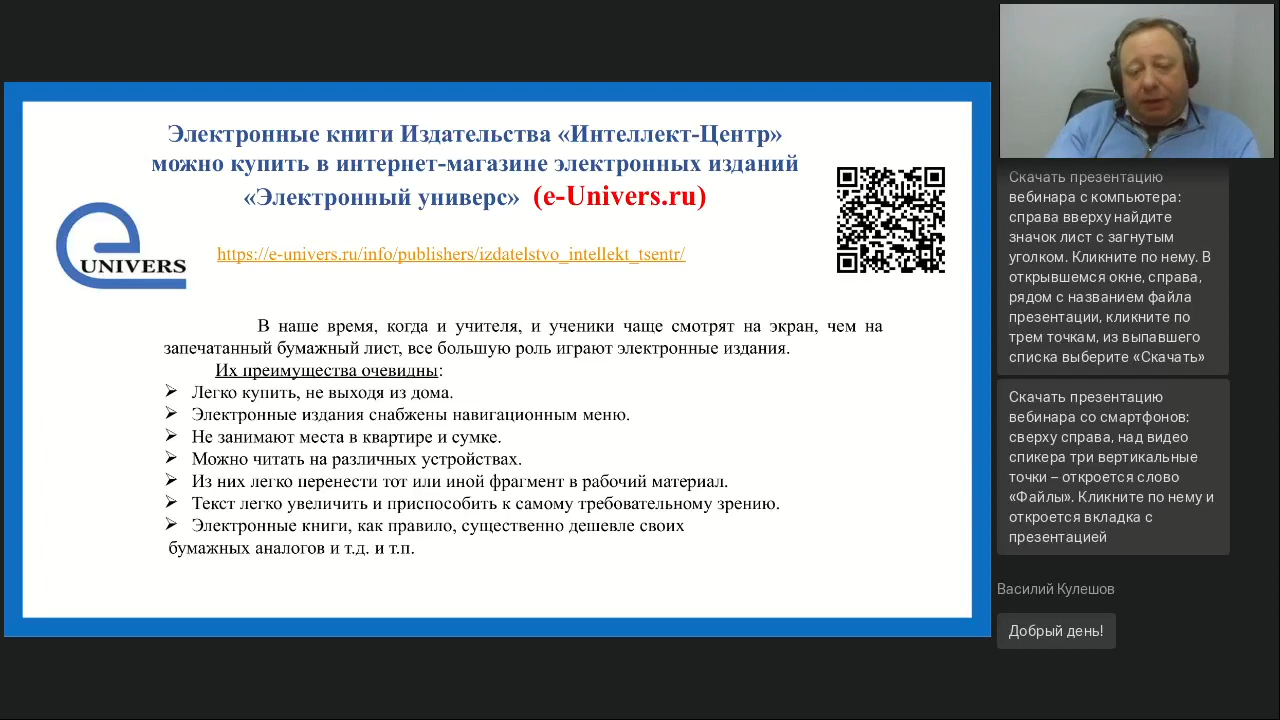 Электронные книги Издательства «Интеллект-Центр»
можно купить в интернет-магазине электронных изданий
«Электронный универс» (e-Univers.ru)
e UNIVERS
https://e-univers.ru/info/publishers/izdatelstvo_intellekt_tsentr/
В наше время, когда и учителя, и ученики чаще смотрят на экран, чем на
запечатанный бумажный лист, все большую роль играют электронные издания.
Их преимущества очевидны:
➢ Легко купить, не выходя из дома.
➢ Электронные издания снабжены навигационным меню.
➢ Не занимают места в квартире и сумке.
➢ Можно читать на различных устройствах.
➢ Из них легко перенести тот или иной фрагмент в рабочий материал.
➢ Текст легко увеличить и приспособить к самому требовательному зрению.
➢ Электронные книги, как правило, существенно дешевле своих
бумажных аналогов и т.д. и т.п.
Скачать презентацию
вебинара с компьютера:
справа вверху найдите
значок лист с загнутым
уголком. Кликните по нему. В
открывшемся окне, справа,
рядом с названием файла
презентации, кликните по
трем точкам, из выпавшего
списка выберите «Скачать»
Скачать презентацию
вебинара со смартфонов:
сверху справа, над видео
спикера три вертикальные
точки – откроется слово
«Файлы». Кликните по нему и
откроется вкладка с
презентацией
Василий Кулешов
Добрый день!